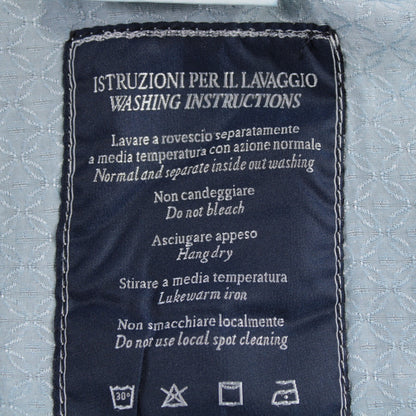 ISTRUZIONI PER IL LAVAGGIO
WASHING INSTRUCTIONS
Lavare a rovescio separatamente
a media temperatura con azione normale
Normal and separate inside out washing
Non candeggiare
Do not bleach
Asciugare appeso
Hang dry
Stirare a media temperatura
Lukewarm iron
Non smacchiare localmente
Do not use local spot cleaning
30°